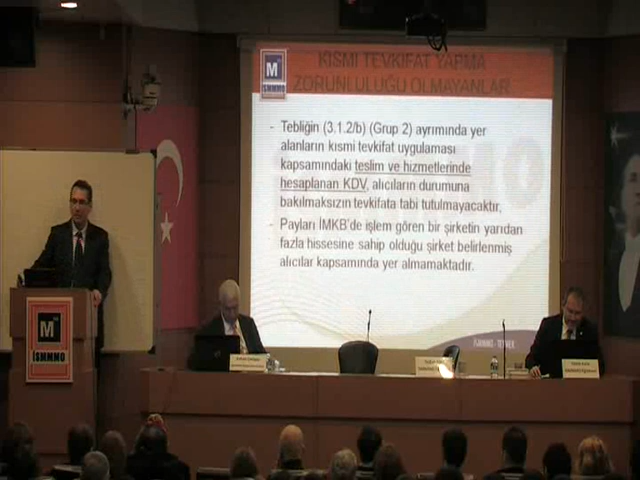 KISMİ TEVKİFAT YAPMA
ZORUNLULUĞU OLMAYANLAR
M
İSMMMO
- Tebliğin (3.1.2/b) (Grup 2) ayrımında yer
alanların kısmi tevkifat uygulaması
kapsamındaki teslim ve hizmetlerinde
hesaplanan KDV, alıcıların durumuna
bakılmaksızın tevkifata tabi tutulmayacaktır,
- Payları İMKB'de işlem gören bir şirketin yarıdan
fazla hissesine sahip olduğu şirket belirlenmiş
alıcılar kapsamında yer almamaktadır.
M
İSMMMO